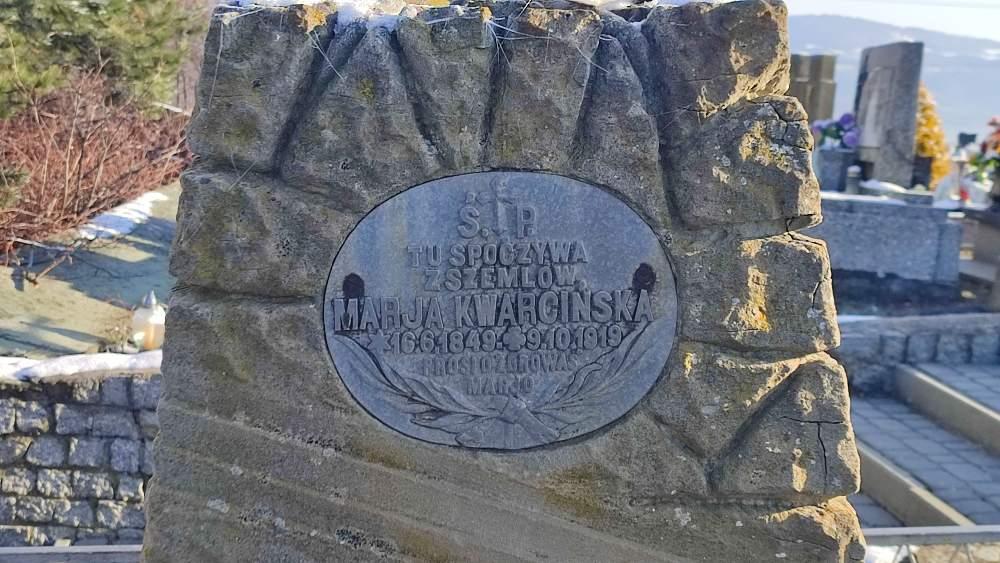 Ś. P.
TU SPOCZYWA
Z SZEMLÓW.
MARJA KWARCIŃSKA
*16.6.1849.✠9.10.1919
PROSI O ZDROWAŚ
MARJO